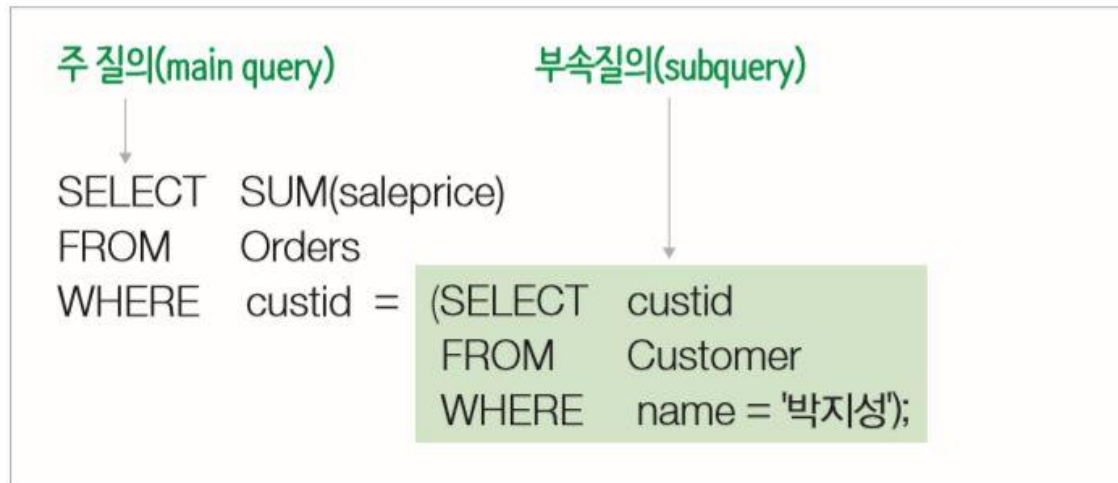 주 질의(main query) 부속질의(subquery)
SELECT SUM(saleprice)
FROM Orders
WHERE custid = (SELECT custid
FROM Customer
WHERE name = '박지성');